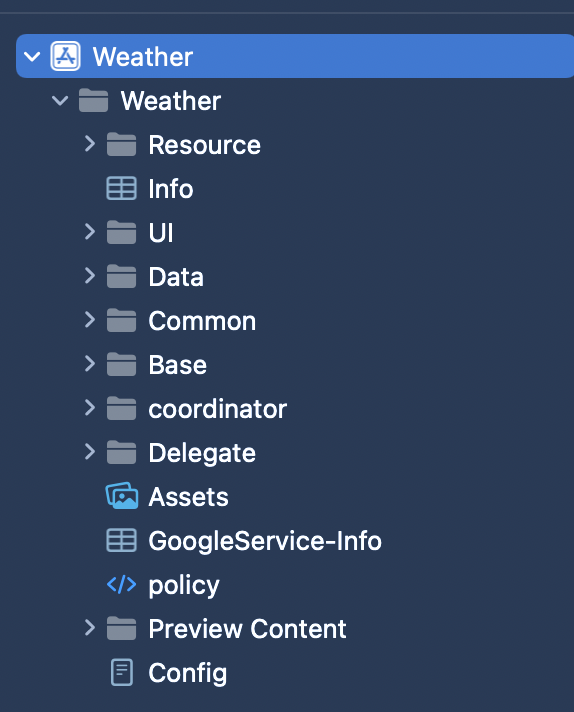 Weather
Weather
Resource
Info
UI
Data
Common
Base
coordinator
Delegate
Assets
GoogleService-Info
policy
Preview Content
Config